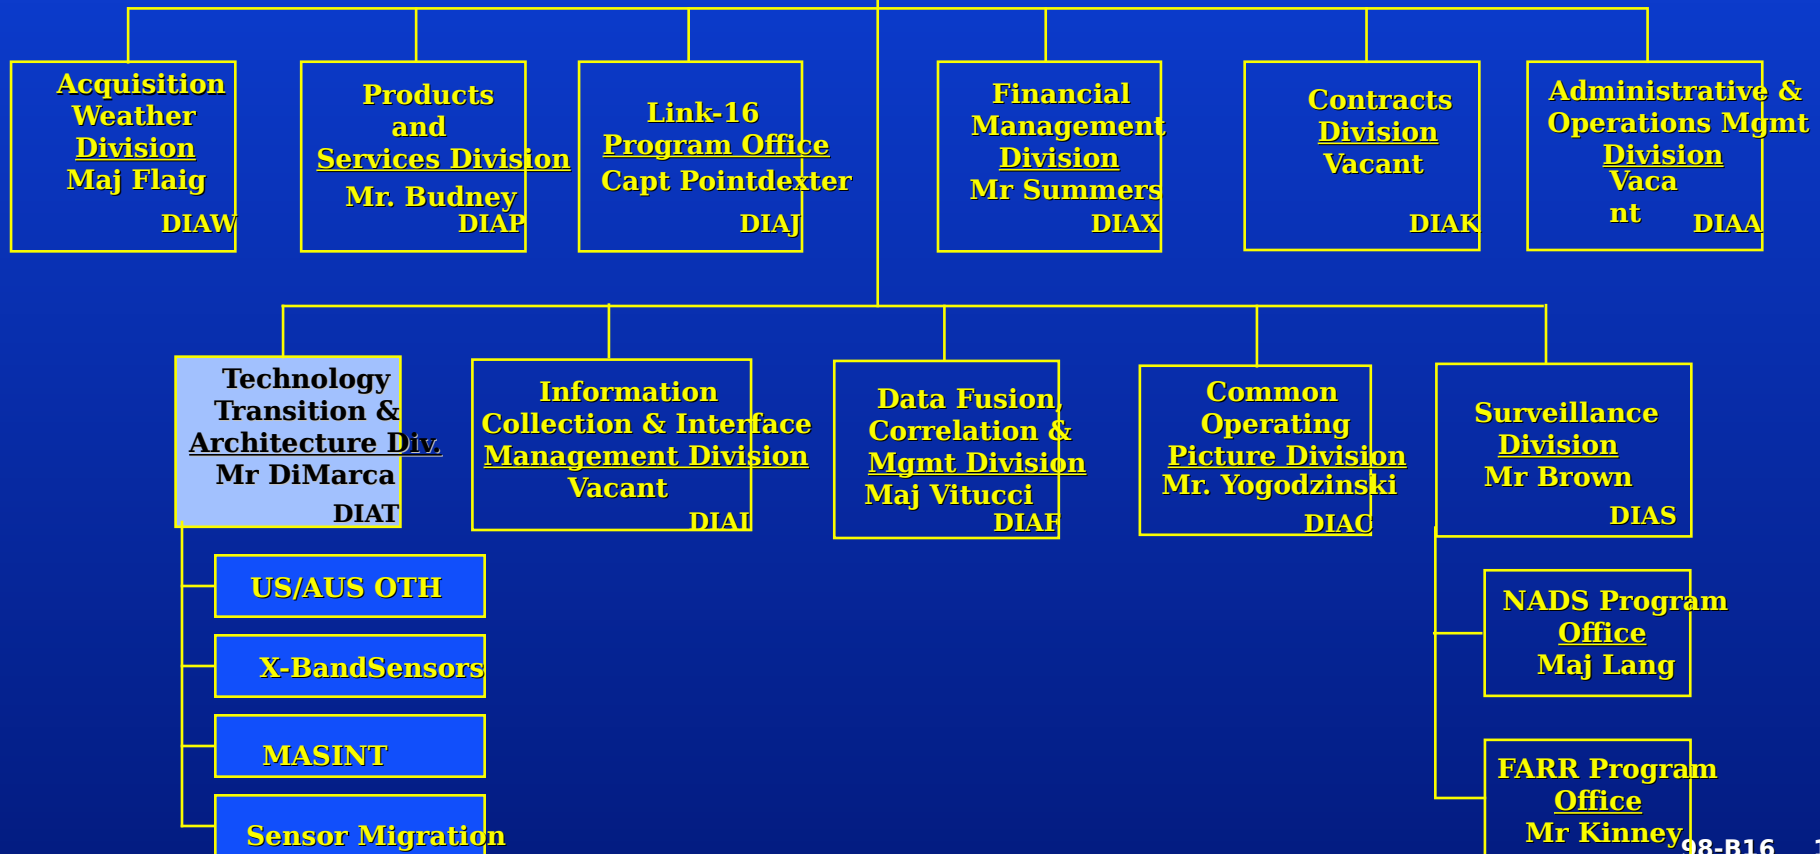 Acquisition
Weather
Division
Maj Flaig
DIAW
Products
and
Services Division
Mr. Budney
DIAP
Link-16
Program Office
Capt Pointdexter
DIAJ
Financial
Management
Division
Mr Summers
DIAX
Contracts
Division
Vacant
DIAK
Administrative &
Operations Mgmt
Division
Vaca
nt
DIAA
Technology
Transition &
Architecture Div.
Mr DiMarca
DIAT
Information
Collection & Interface
Management Division
Vacant
DIAI
Data Fusion,
Correlation &
Mgmt Division
Maj Vitucci
DIAF
Common
Operating
Picture Division
Mr. Yogodzinski
DIAC
Surveillance
Division
Mr Brown
DIAS
US/AUS OTH
X-BandSensors
MASINT
Sensor Migration
NADS Program
Office
Maj Lang
FARR Program
Office
Mr Kinney
98-B16